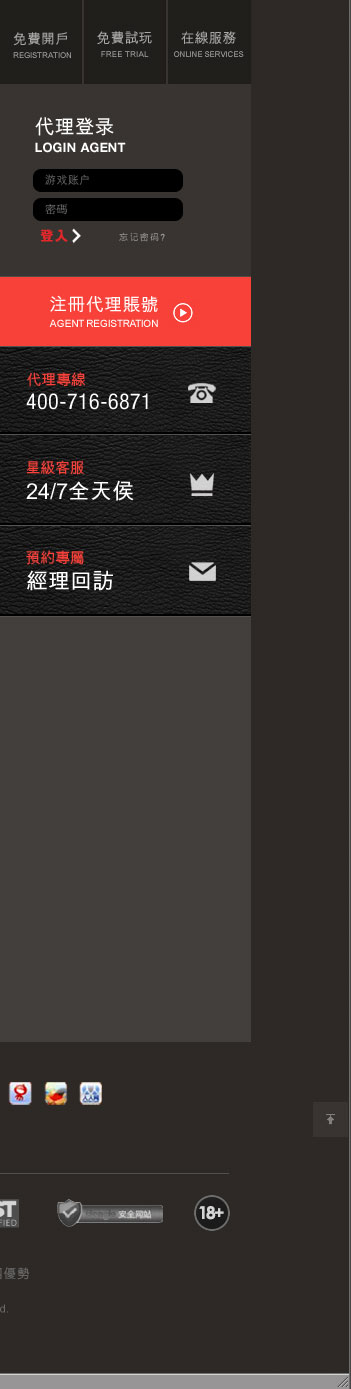 免費開戶 免費試玩 在線服務
REGISTRATION FREE TRIAL ONLINE SERVICES
代理登录
LOGIN AGENT
游戏账户
密碼
登入 忘记密码?
注冊代理賬號
AGENT REGISTRATION
代理專線
400-716-6871
星級客服
24/7全天侯
預約專屬
經理回訪
ST
FIED
安全网站
18+
優勢
d.